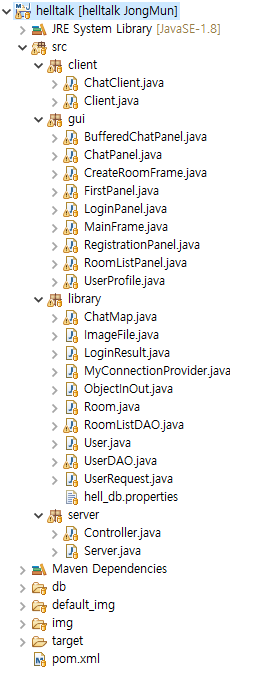 helltalk [helltalk JongMun]
JRE System Library [JavaSE-1.8]
src
client
ChatClient.java
Client.java
gui
BufferedChatPanel.java
ChatPanel.java
CreateRoomFrame.java
FirstPanel.java
LoginPanel.java
MainFrame.java
RegistrationPanel.java
RoomListPanel.java
UserProfile.java
library
ChatMap.java
ImageFile.java
LoginResult.java
MyConnectionProvider.java
ObjectInOut.java
Room.java
RoomListDAO.java
User.java
UserDAO.java
UserRequest.java
hell_db.properties
server
Controller.java
Server.java
Maven Dependencies
db
default_img
img
target
pom.xml